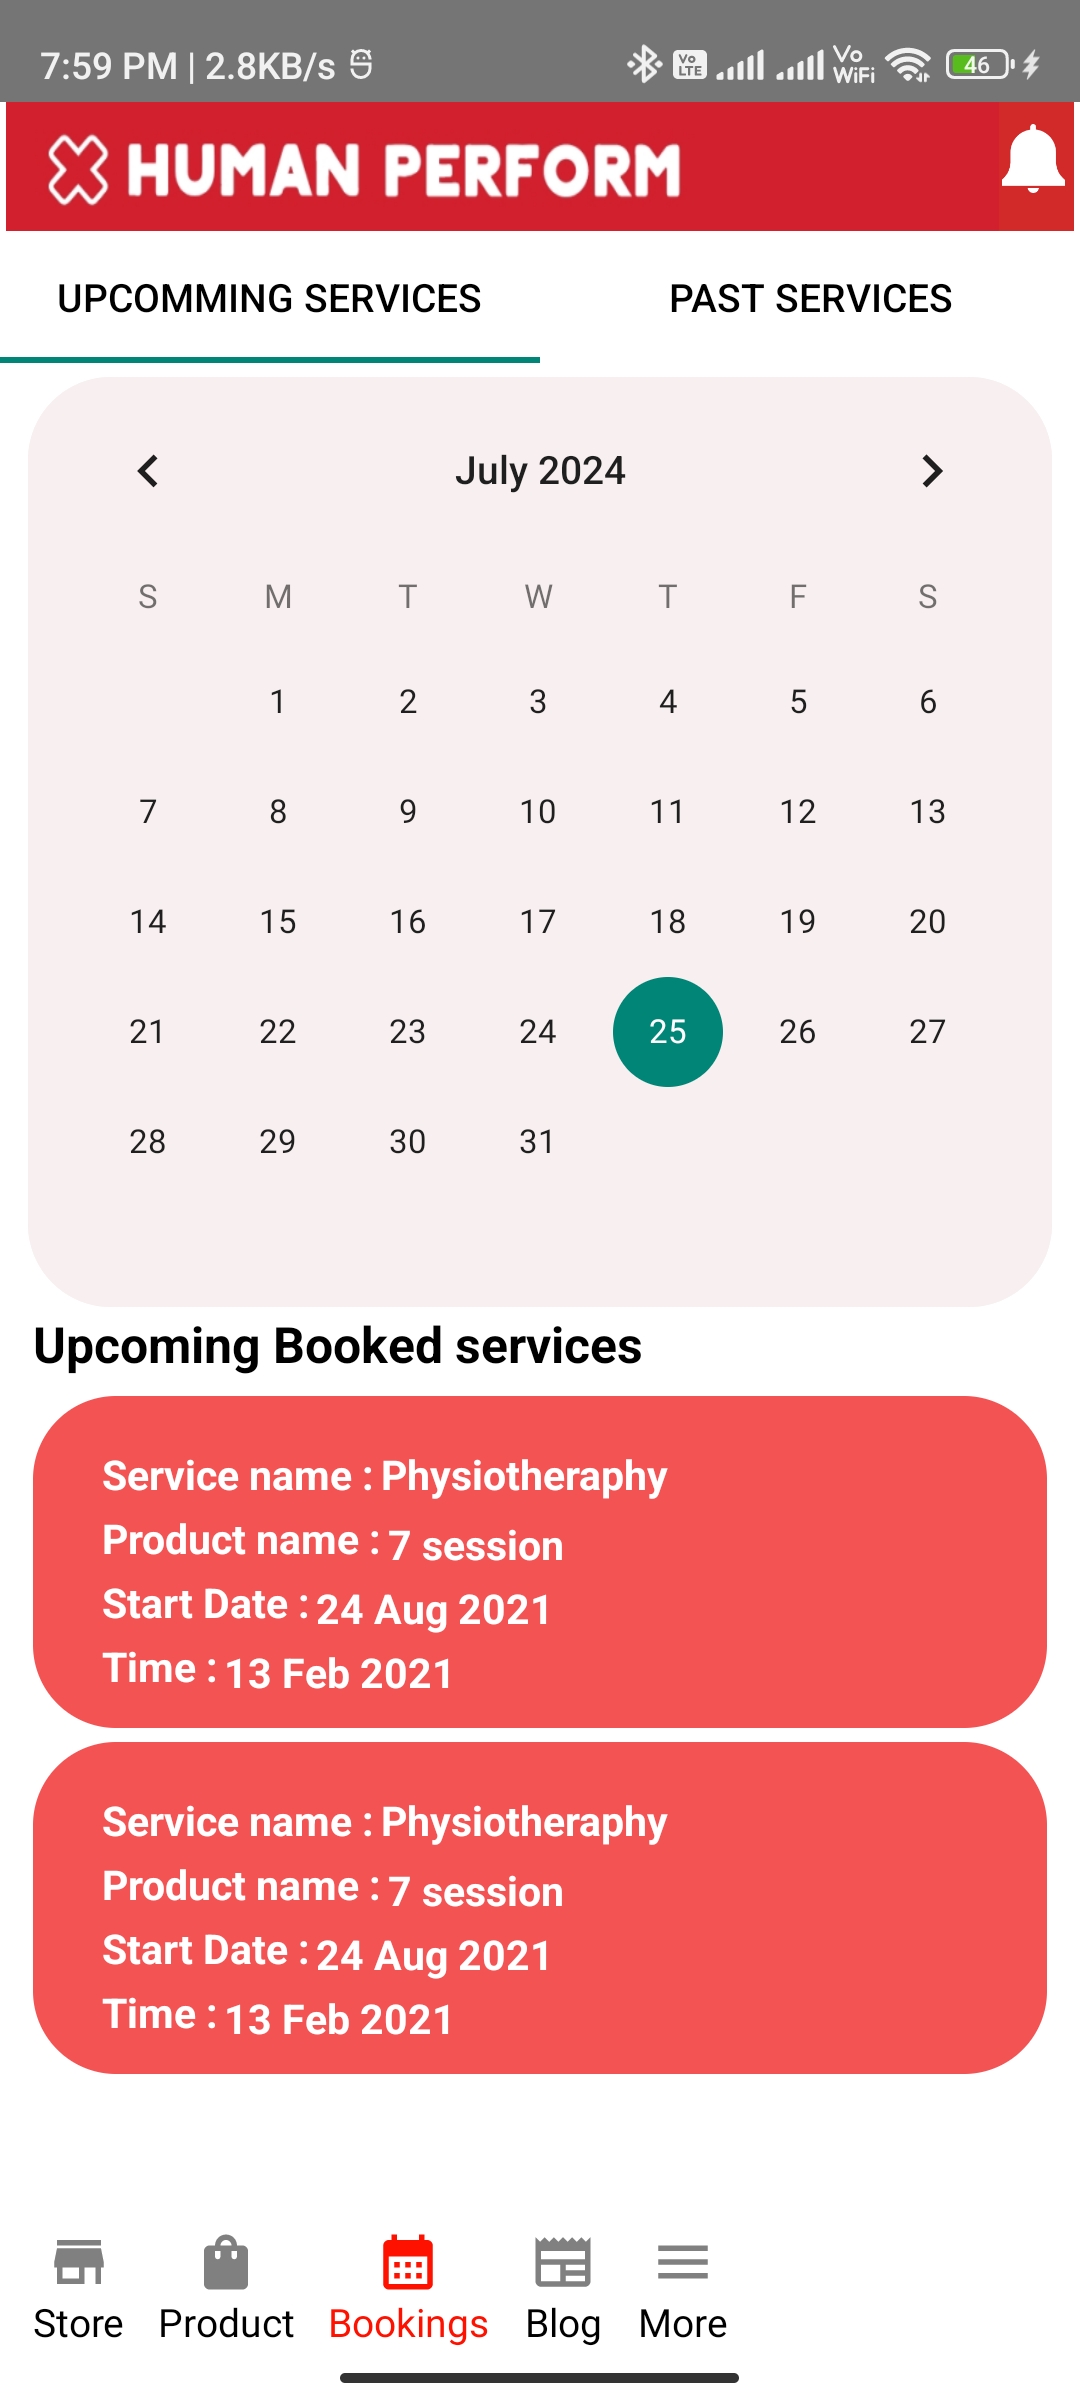 7:59 PM | 2.8KB/s
Vo LTE
Vo WiFi
46
HUMAN PERFORM
UPCOMMING SERVICES PAST SERVICES
July 2024
S M T W T F S
1 2 3 4 5 6
7 8 9 10 11 12 13
14 15 16 17 18 19 20
21 22 23 24 25 26 27
28 29 30 31
Upcoming Booked services
Service name : Physiotheraphy
Product name : 7 session
Start Date : 24 Aug 2021
Time : 13 Feb 2021
Service name : Physiotheraphy
Product name : 7 session
Start Date : 24 Aug 2021
Time : 13 Feb 2021
Store Product Bookings Blog More